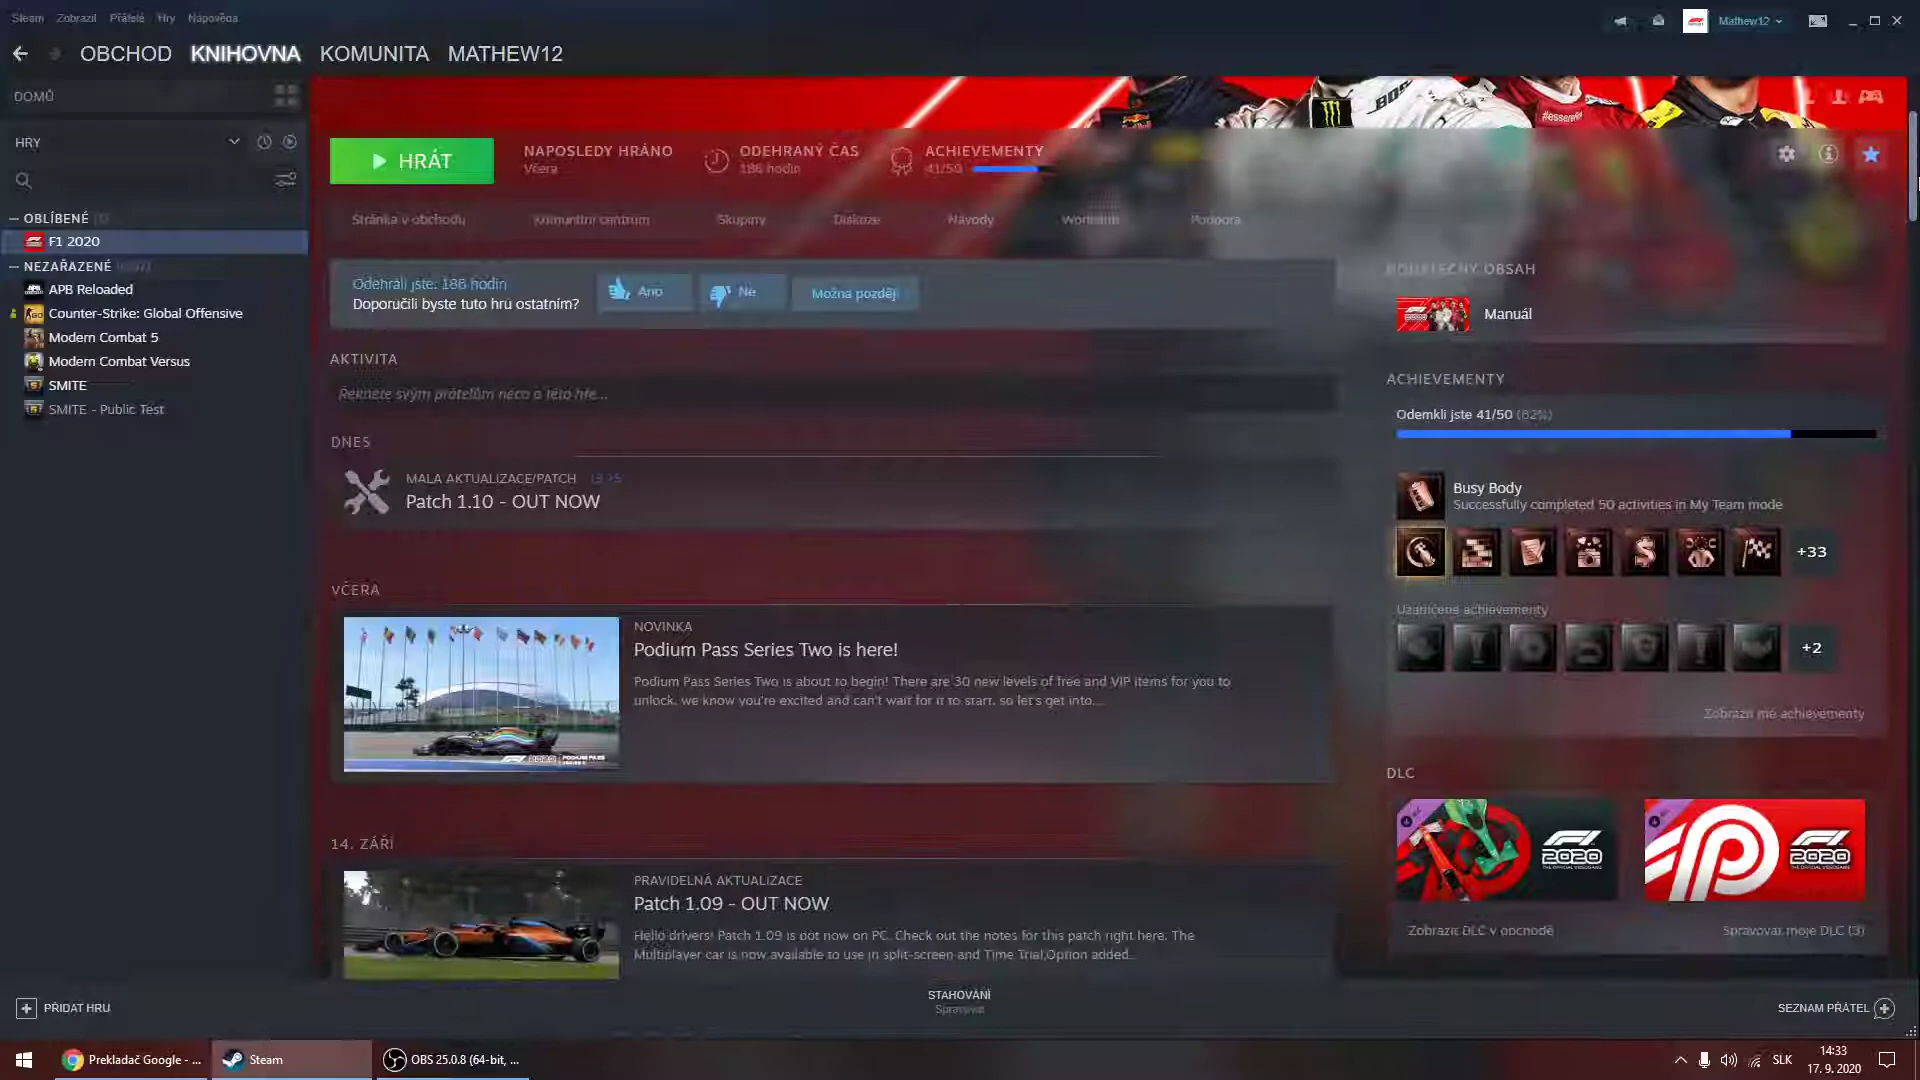 Steam Zobrazil Přátelé Hry Nápověda
Mathew12
OBCHOD KNIHOVNA KOMUNITA MATHEW12
DOMŮ
HRY
OBLÍBENÉ
F1 2020
NEZAŘAZENÉ
APB Reloaded
Counter-Strike: Global Offensive
Modern Combat 5
Modern Combat Versus
SMITE
SMITE - Public Test
BOSS
#essereFe
HRÁT
NAPOSLEDY HRÁNO
Včera
ODEHRANÝ ČAS
186 hodin
ACHIEVEMENTY
41/50
Stránka v obchodu Komunitní centrum Skupiny Diskuze Návody Workshop Podpora
Odehráli jste: 186 hodin
Doporučili byste tuto hru ostatním?
Ano Ne Možna později
AKTIVITA
Řekněte svým přátelům něco o této hře...
DNES
MALÁ AKTUALIZACE/PATCH
Patch 1.10 - OUT NOW
VČERA
NOVINKA
Podium Pass Series Two is here!
Podium Pass Series Two is about to begin! There are 30 new levels of free and VIP items for you to
unlock, we know you're excited and can't wait for it to start, so let's get into...
14. ZÁŘÍ
PRAVIDELNÁ AKTUALIZACE
Patch 1.09 - OUT NOW
Hello drivers! Patch 1.09 is out now on PC. Check out the notes for this patch right here. The
Multiplayer car is now available to use in split-screen and Time Trial,Option added...
DODATEČNÝ OBSAH
Manuál
ACHIEVEMENTY
Odemkli jste 41/50 (82%)
Busy Body
Successfully completed 50 activities in My Team mode
+33
Uzamčené achievementy
+2
Zobrazit mé achievementy
DLC
2020
2020
Zobrazit DLC v obchodě
Spravovat moje DLC (3)
PŘIDAT HRU
STAHOVÁNÍ
Spravovat
SEZNAM PŘÁTEL
Prekladač Google - ...
Steam
OBS 25.0.8 (64-bit, ...
SLK
14:33
17. 9. 2020